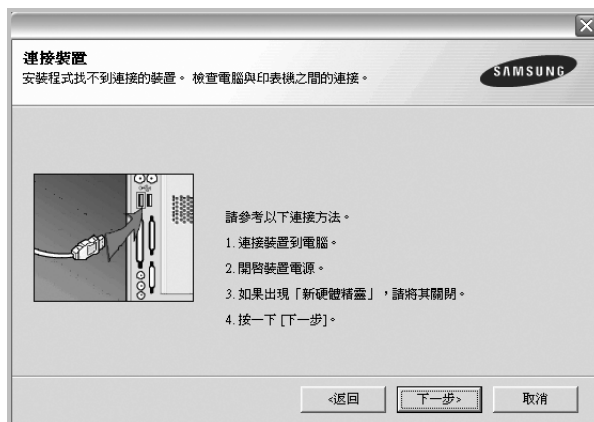 連接裝置
安裝程式找不到連接的裝置。 檢查電腦與印表機之間的連接。
SAMSUNG
請參考以下連接方法。
1. 連接裝置到電腦。
2. 開啓裝置電源。
3. 如果出現「新硬體精靈」，請將其關閉。
4. 按一下 [下一步]。
<返回
下一步>
取消